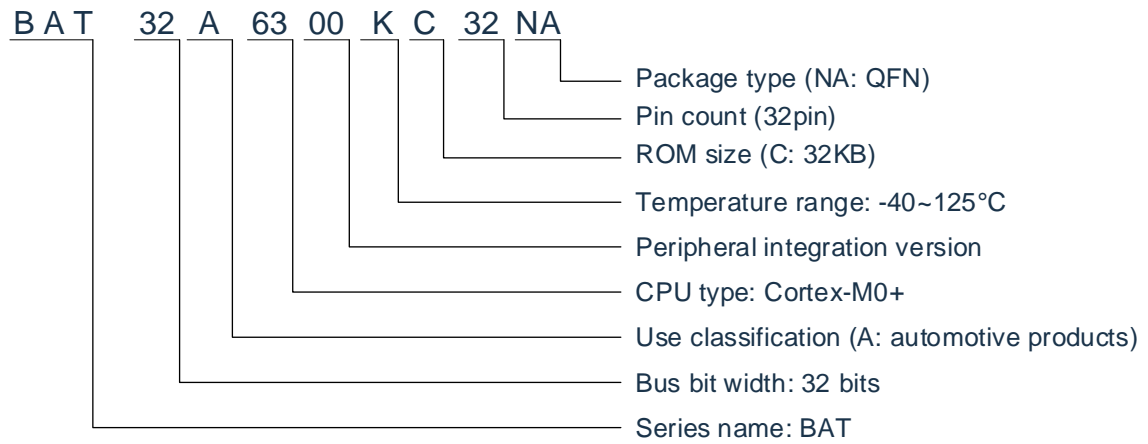 BAT 32 A 63 00 K C 32 NA
Package type (NA: QFN)
Pin count (32pin)
ROM size (C: 32KB)
Temperature range: -40~125°C
Peripheral integration version
CPU type: Cortex-M0+
Use classification (A: automotive products)
Bus bit width: 32 bits
Series name: BAT